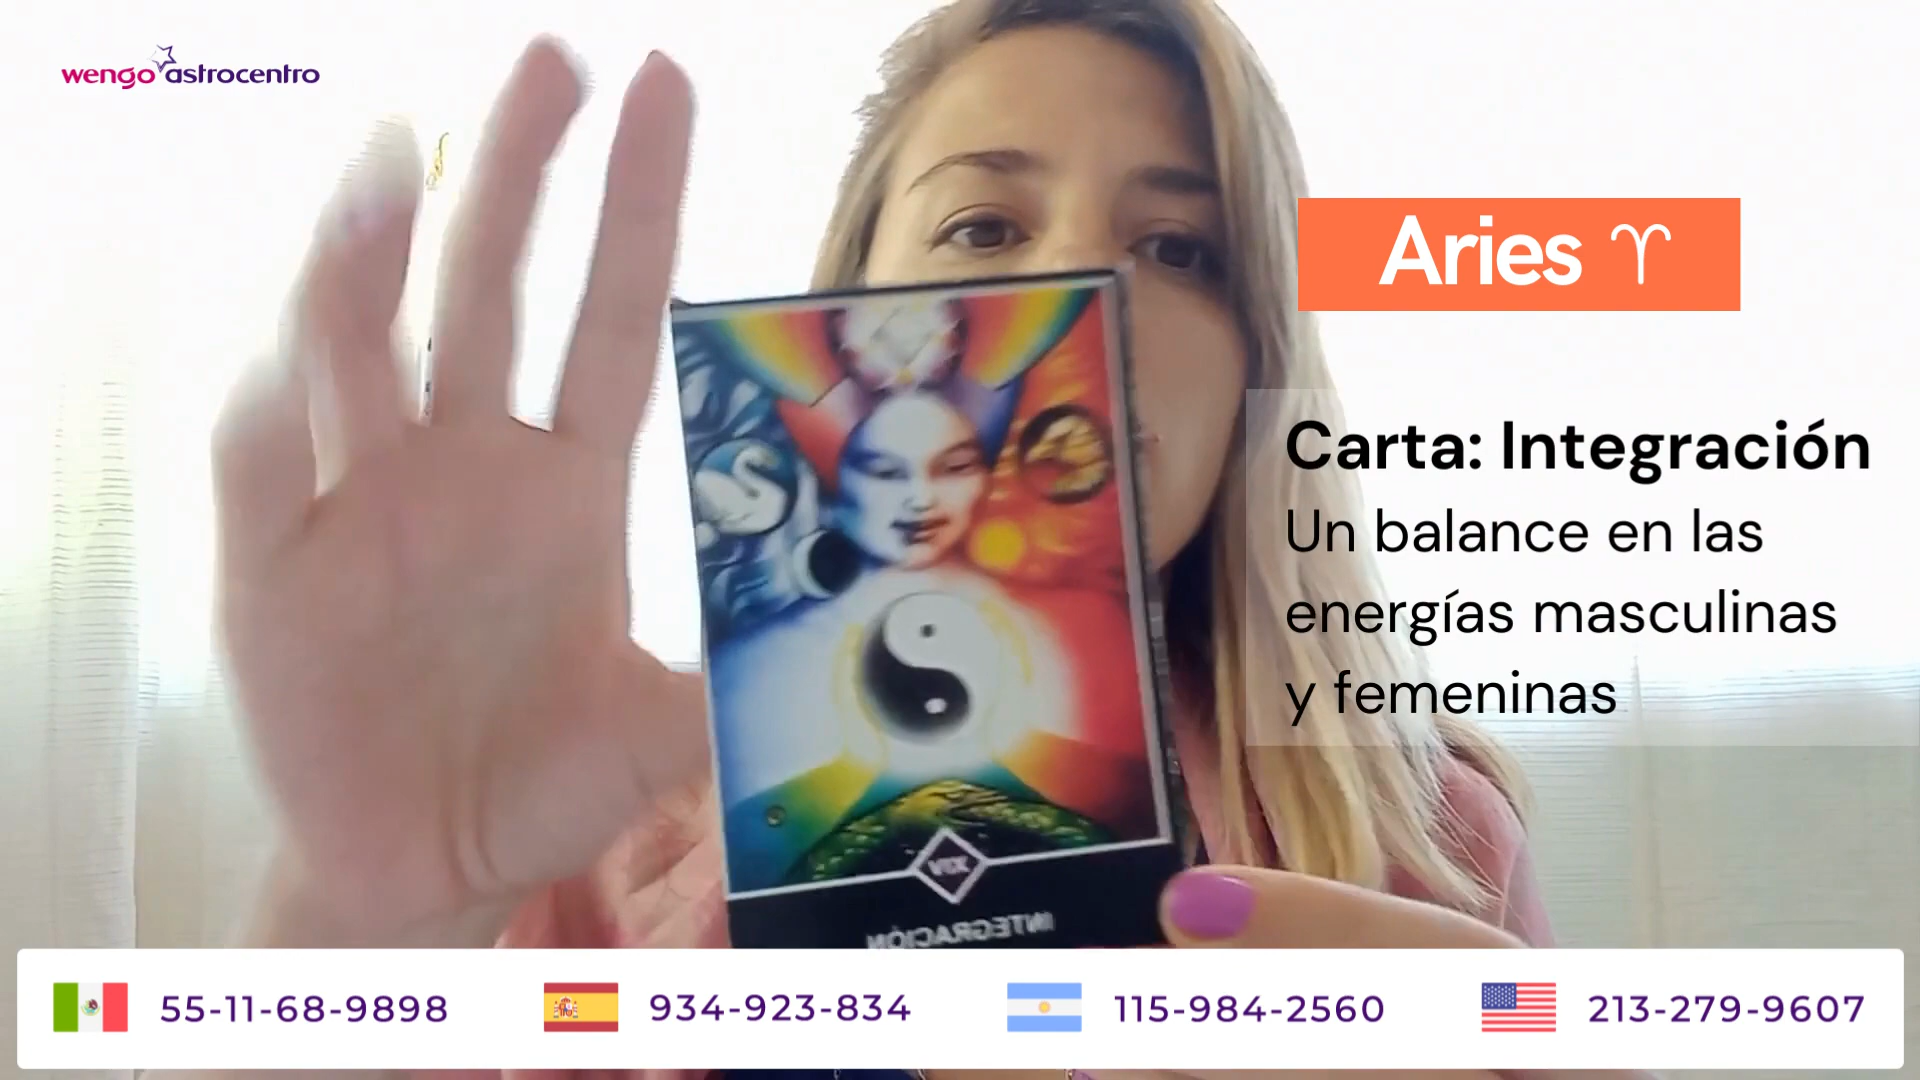 wengo astrocentro
Aries ♈
Carta: Integración
Un balance en las
energías masculinas
y femeninas
XIV
INTEGRACIÓN
55-11-68-9898
934-923-834
115-984-2560
213-279-9607